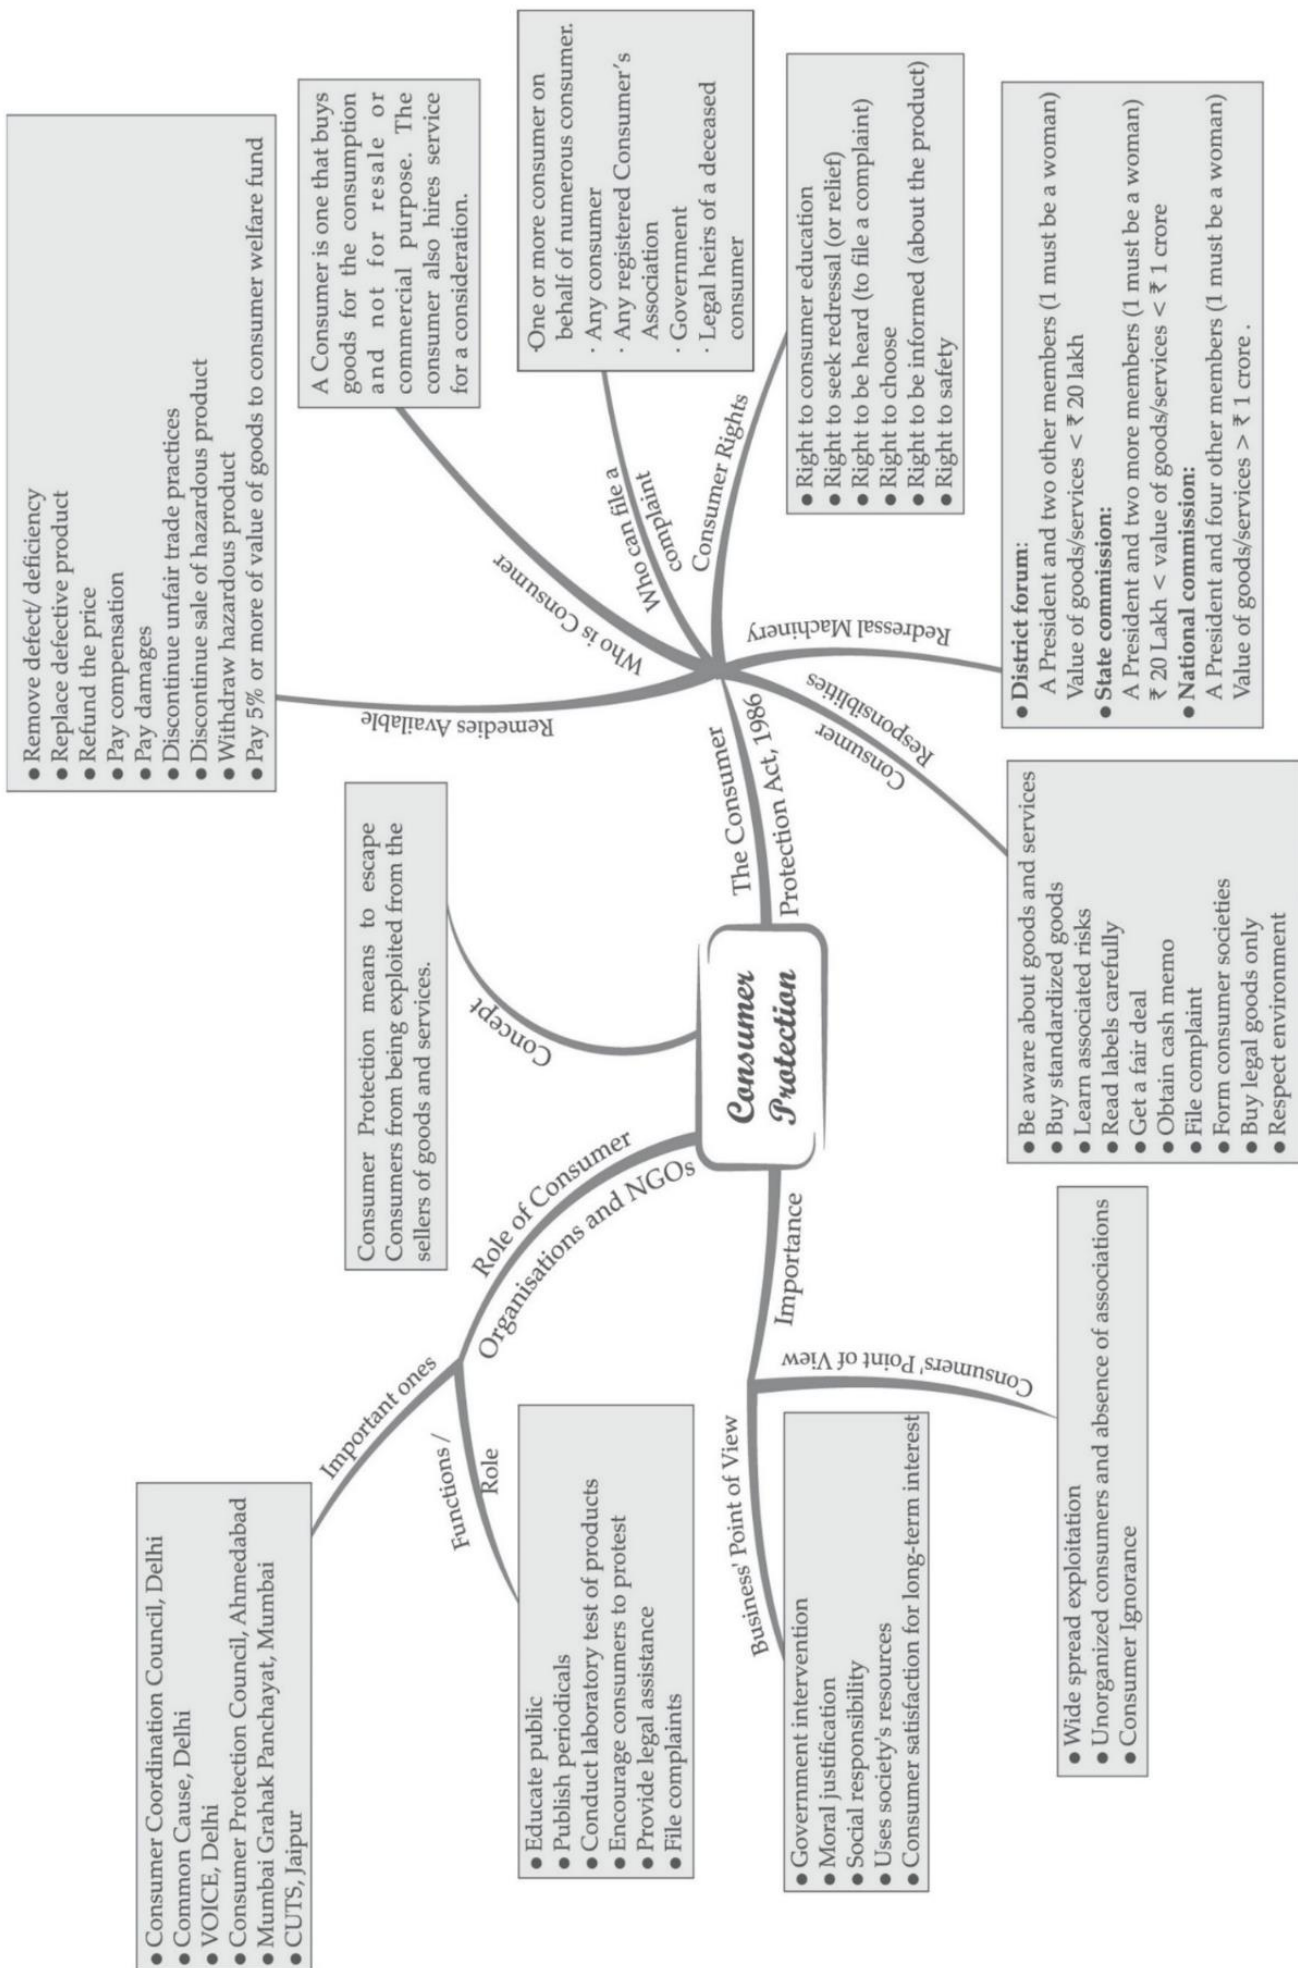 Consumer
Protection
Concept
Consumer Protection means to escape
Consumers from being exploited from the
sellers of goods and services.
Role of Consumer
Organisations and NGOs
Important ones
● Consumer Coordination Council, Delhi
● Common Cause, Delhi
● VOICE, Delhi
● Consumer Protection Council, Ahmedabad
● Mumbai Grahak Panchayat, Mumbai
● CUTS, Jaipur
Functions /
Role
● Educate public
● Publish periodicals
● Conduct laboratory test of products
● Encourage consumers to protest
● Provide legal assistance
● File complaints
Importance
Business' Point of View
● Government intervention
● Moral justification
● Social responsibility
● Uses society's resources
● Consumer satisfaction for long-term interest
Consumers' Point of View
● Wide spread exploitation
● Unorganized consumers and absence of associations
● Consumer Ignorance
The Consumer
Protection Act, 1986
Remedies Available
● Remove defect/ deficiency
● Replace defective product
● Refund the price
● Pay compensation
● Pay damages
● Discontinue unfair trade practices
● Discontinue sale of hazardous product
● Withdraw hazardous product
● Pay 5% or more of value of goods to consumer welfare fund
Who is Consumer
A Consumer is one that buys
goods for the consumption
and not for resale or
commercial purpose. The
consumer also hires service
for a consideration.
Who can file a
complaint
·One or more consumer on
behalf of numerous consumer.
· Any consumer
· Any registered Consumer's
Association
· Government
· Legal heirs of a deceased
consumer
Consumer Rights
● Right to consumer education
● Right to seek redressal (or relief)
● Right to be heard (to file a complaint)
● Right to choose
● Right to be informed (about the product)
● Right to safety
Redressal Machinery
● District forum:
A President and two other members (1 must be a woman)
Value of goods/services < ₹ 20 lakh
● State commission:
A President and two more members (1 must be a woman)
₹ 20 Lakh < value of goods/services < ₹ 1 crore
● National commission:
A President and four other members (1 must be a woman)
Value of goods/services > ₹ 1 crore .
Consumer
Responsiblities
● Be aware about goods and services
● Buy standardized goods
● Learn associated risks
● Read labels carefully
● Get a fair deal
● Obtain cash memo
● File complaint
● Form consumer societies
● Buy legal goods only
● Respect environment